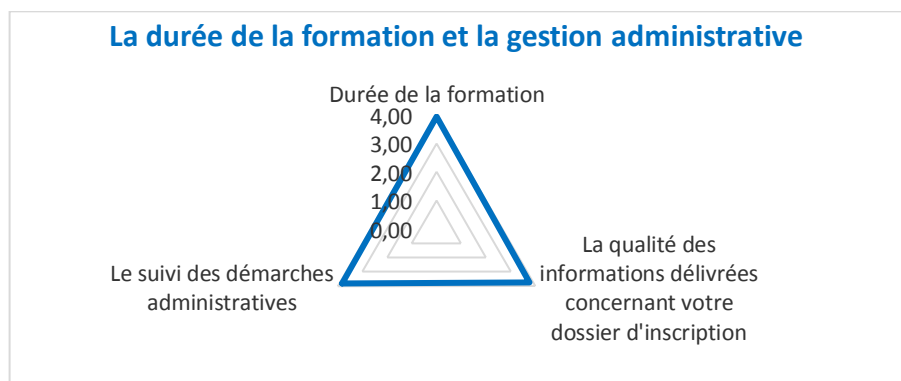 La durée de la formation et la gestion administrative
Durée de la formation
4,00
3,00
2,00
1,00
0,00
La qualité des
informations délivrées
concernant votre
dossier d'inscription
Le suivi des démarches
administratives